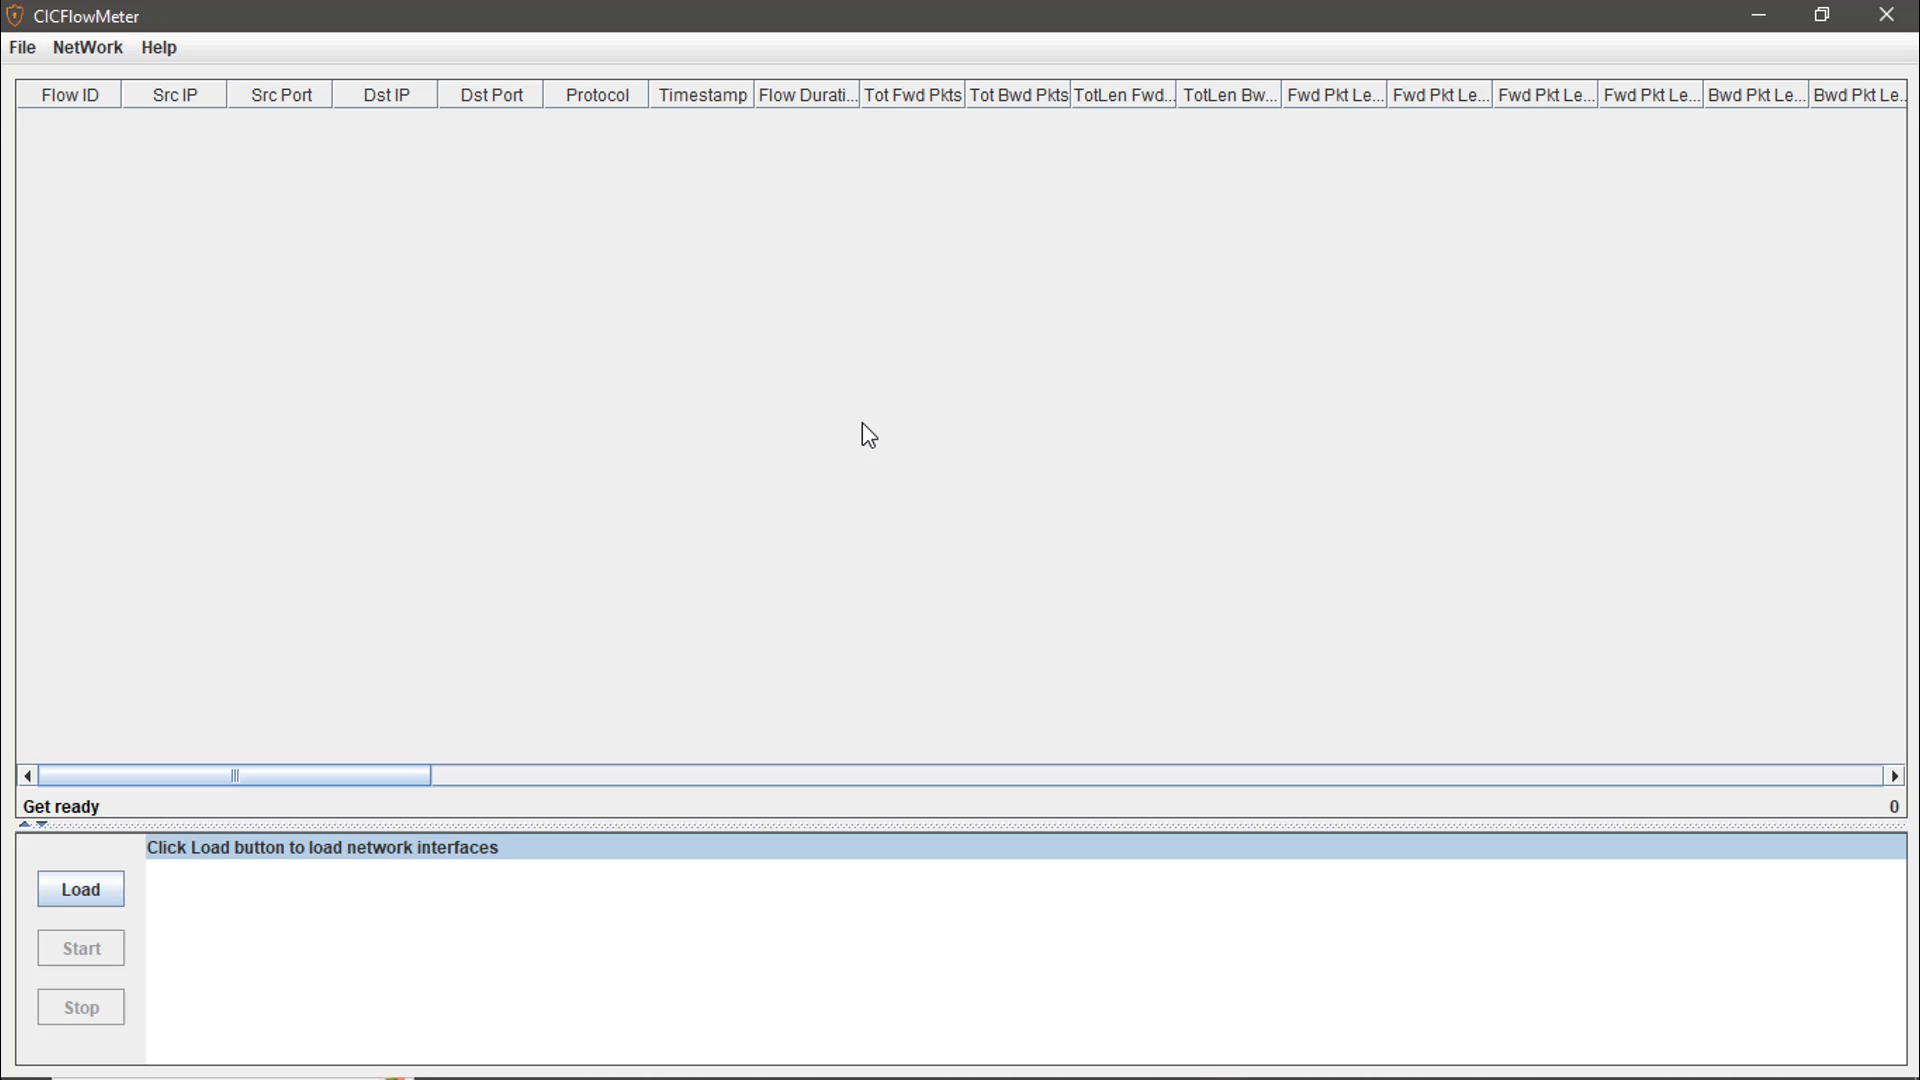 CICFlowMeter
File NetWork Help
Flow ID Src IP Src Port Dst IP Dst Port Protocol Timestamp Flow Durati... Tot Fwd Pkts Tot Bwd Pkts TotLen Fwd... TotLen Bw... Fwd Pkt Le... Fwd Pkt Le... Fwd Pkt Le... Fwd Pkt Le... Bwd Pkt Le... Bwd Pkt Le..
Get ready 0
Click Load button to load network interfaces
Load
Start
Stop